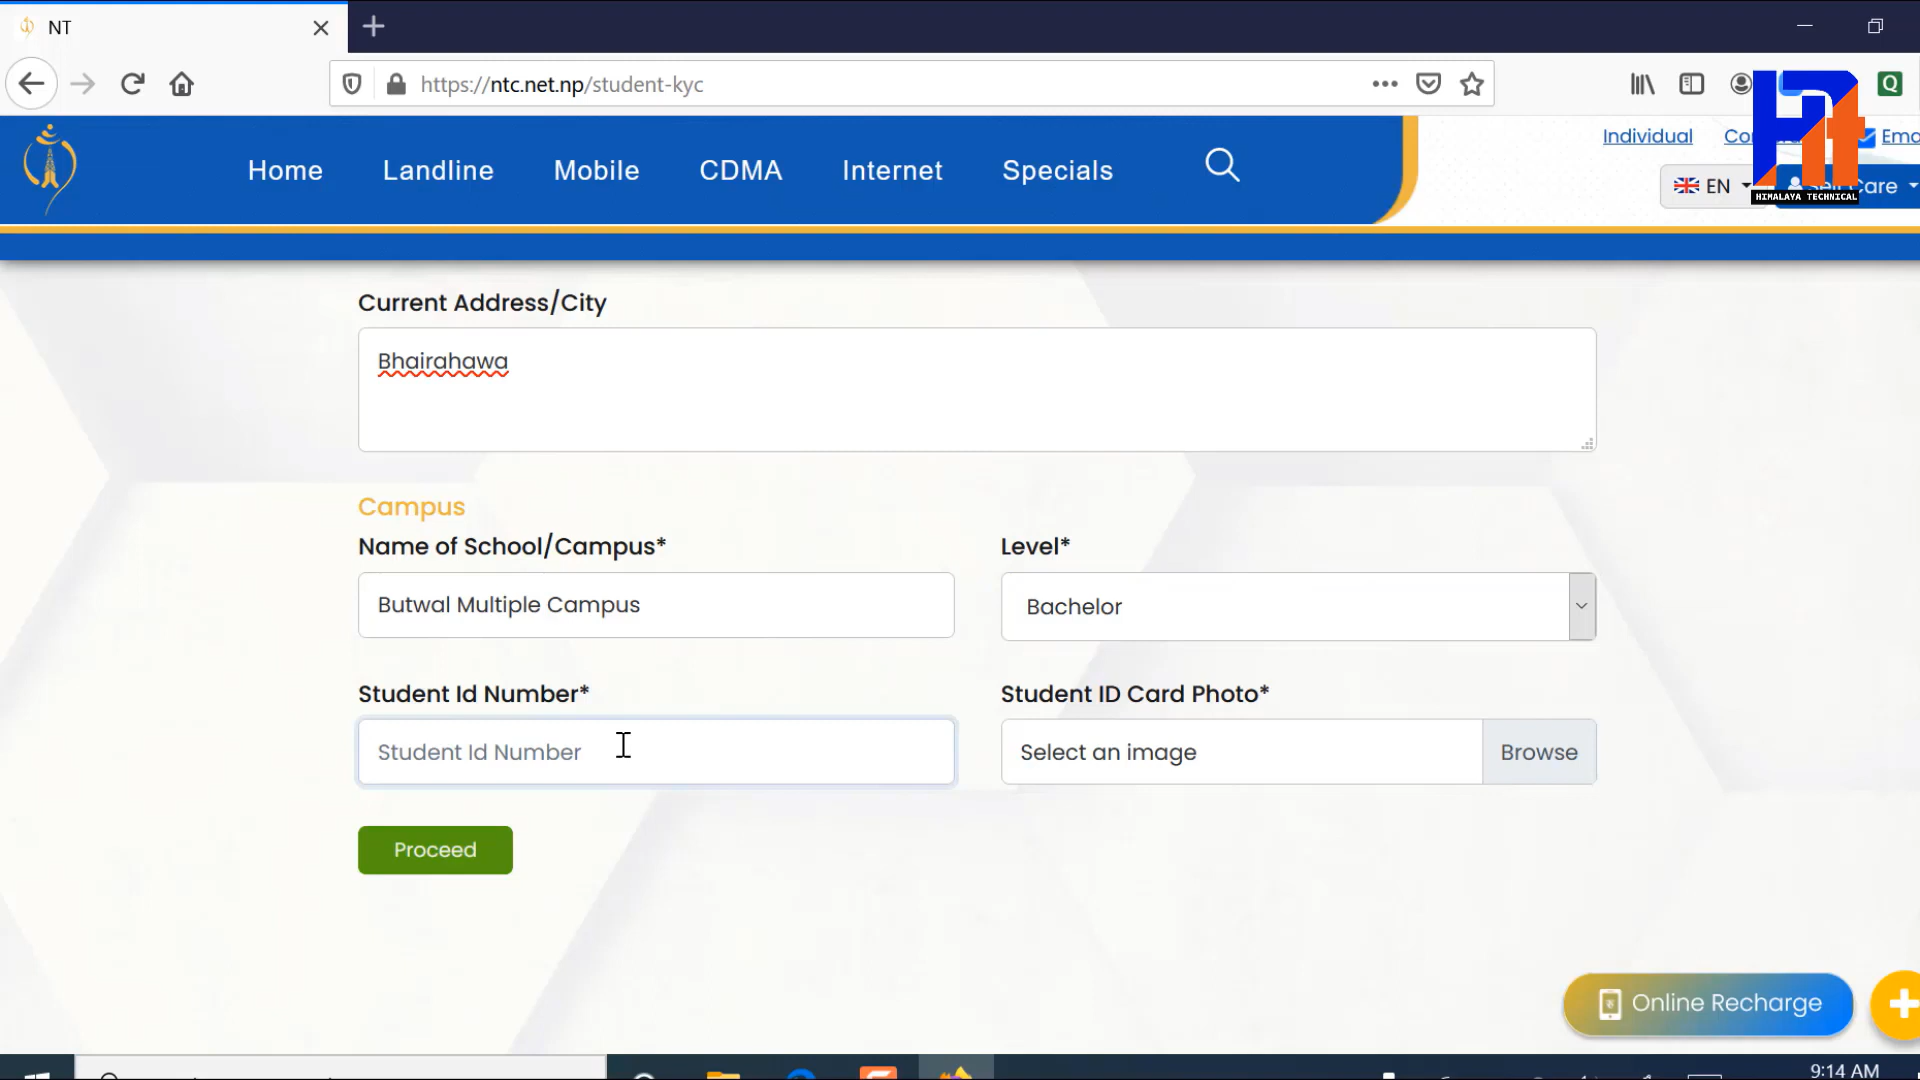 NT
https://ntc.net.np/student-kyc
Q
Home
Landline
Mobile
CDMA
Internet
Specials
Individual
EN
HIMALAYA TECHNICAL
Current Address/City
Bhairahawa
Campus
Name of School/Campus*
Level*
Butwal Multiple Campus
Bachelor
Student Id Number*
Student ID Card Photo*
Student Id Number
Select an image
Browse
Proceed
Online Recharge
9:14 AM